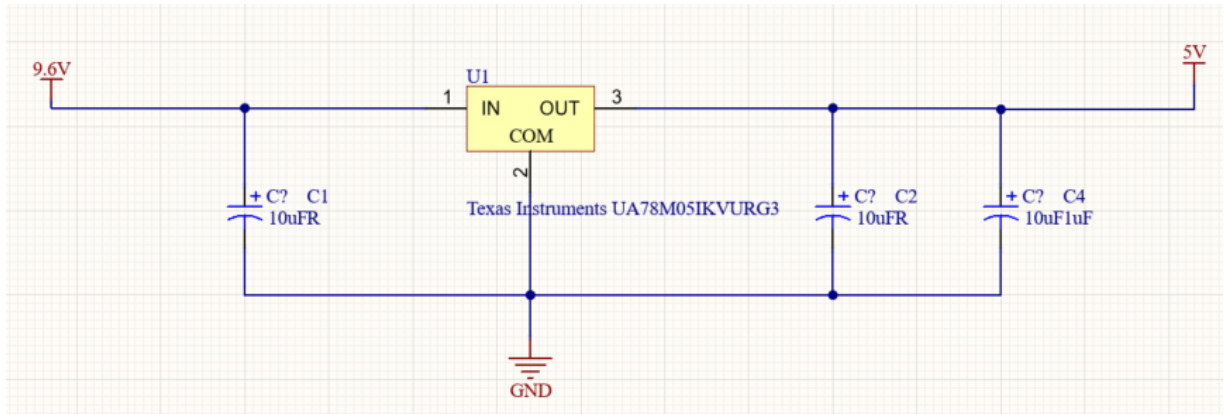 9.6V
5V
U1
1 IN OUT 3
COM
2
+ C? C1
10uFR
Texas Instruments UA78M05IKVURG3
+ C? C2
10uFR
+ C? C4
10uF1uF
GND